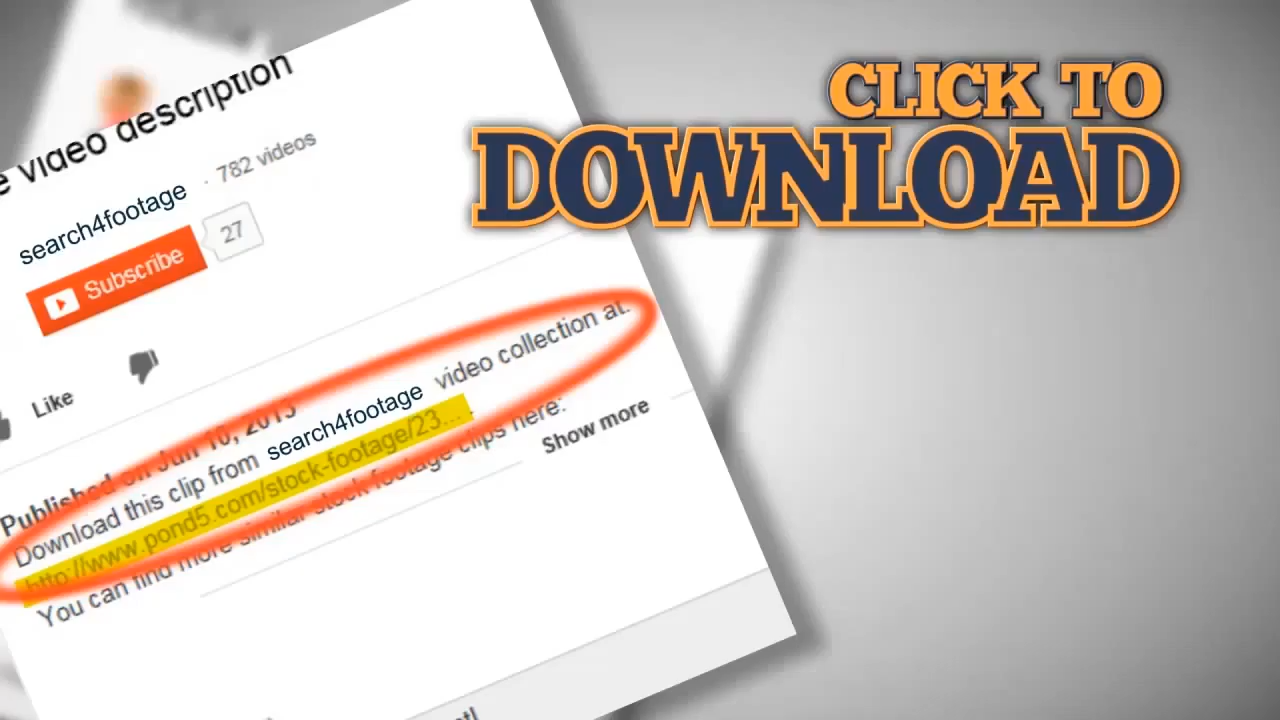 CLICK TO
DOWNLOAD
e video description
search4footage · 782 videos
Subscribe 27
Like
Published on Jun 10, 2013
Download this clip from search4footage video collection at:
http://www.pond5.com/stock-footage/23...
You can find more similar stock footage clips here:
Show more